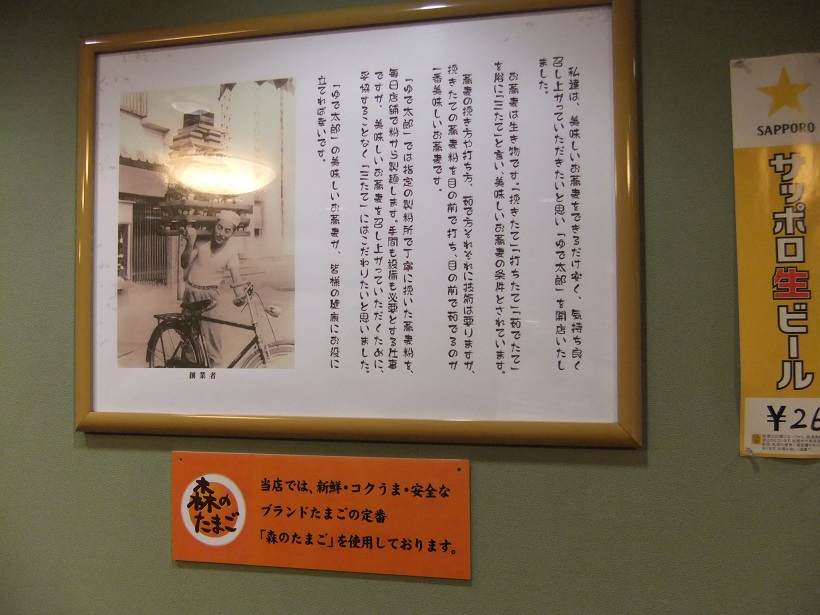 私達は、美味しいお蕎麦をできるだけ安く、気持ち良く
召し上がっていただきたいと思い「ゆで太郎」を開店いたし
ました。
お蕎麦は生き物です。「挽きたて」「打ちたて」「茹でたて」
を俗に「三たて」と言い、美味しいお蕎麦の条件とされています。
蕎麦の挽き方や打ち方、茹で方それぞれに技術は要りますが、
挽きたての蕎麦粉を目の前で打ち、目の前で茹でるのが
一番美味しいお蕎麦です。
「ゆで太郎」では指定の製粉所で丁寧に挽いた蕎麦粉を、
毎日店舗で粉から製麺します。手間も設備も必要とする仕事
ですが、美味しいお蕎麦を召し上がっていただくために、
妥協することなく「三たて」にはこだわりたいと思いました。
「ゆで太郎」の美味しいお蕎麦が、皆様の健康にお役に
立てれば幸いです。
創業者
SAPPORO
サッポロ生ビール
¥26
森の
たまご
当店では、新鮮・コクうま・安全な
ブランドたまごの定番
「森のたまご」を使用しております。